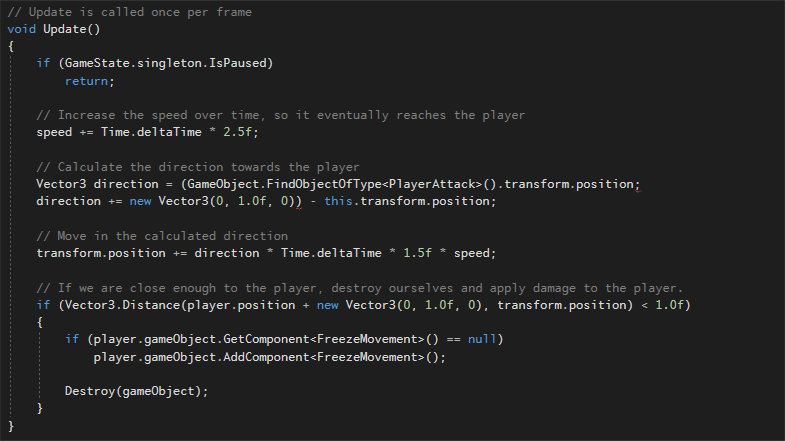 // Update is called once per frame
void Update()
{
if (GameState.singleton.IsPaused)
return;
// Increase the speed over time, so it eventually reaches the player
speed += Time.deltaTime * 2.5f;
// Calculate the direction towards the player
Vector3 direction = (GameObject.FindObjectOfType<PlayerAttack>().transform.position;
direction += new Vector3(0, 1.0f, 0)) - this.transform.position;
// Move in the calculated direction
transform.position += direction * Time.deltaTime * 1.5f * speed;
// If we are close enough to the player, destroy ourselves and apply damage to the player.
if (Vector3.Distance(player.position + new Vector3(0, 1.0f, 0), transform.position) < 1.0f)
{
if (player.gameObject.GetComponent<FreezeMovement>() == null)
player.gameObject.AddComponent<FreezeMovement>();
Destroy(gameObject);
}
}